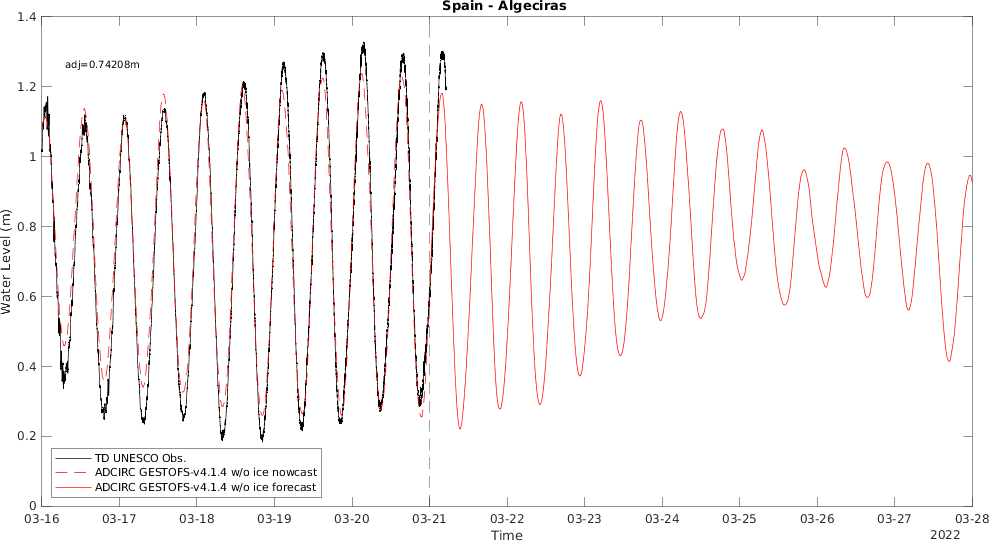 Spain - Algeciras
1.4
1.2
1
0.8
0.6
0.4
0.2
0
Water Level (m)
adj=0.74208m
TD UNESCO Obs.
ADCIRC GESTOFS-v4.1.4 w/o ice nowcast
ADCIRC GESTOFS-v4.1.4 w/o ice forecast
03-16 03-17 03-18 03-19 03-20 03-21 03-22 03-23 03-24 03-25 03-26 03-27 03-28
Time
2022